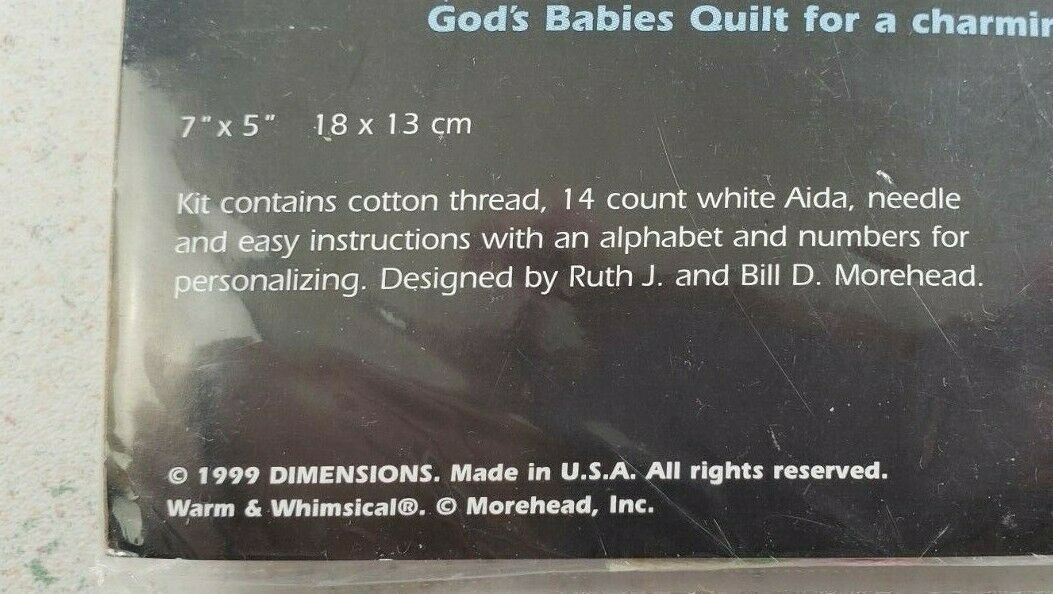 God's Babies Quilt for a
7" x 5" 18 x 13 cm
Kit contains cotton thread, 14 count white Aida, needle
and easy instructions with an alphabet and numbers for
personalizing. Designed by Ruth J. and Bill D. Morehead.
© 1999 DIMENSIONS. Made in U.S.A. All rights reserved.
Warm & Whimsical®. © Morehead, Inc.